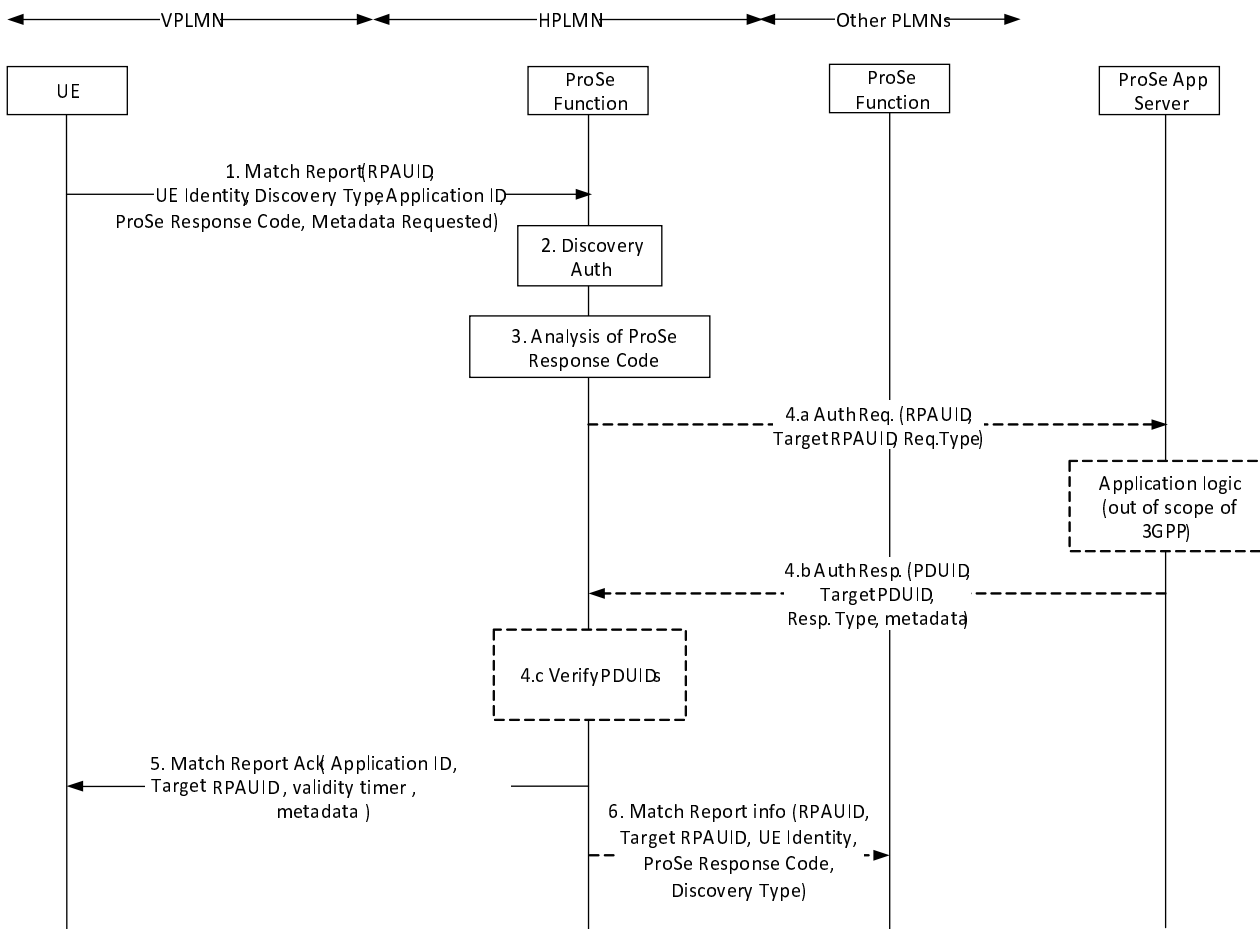 VPLMN
HPLMN
Other PLMNs
UE
ProSe
Function
ProSe
Function
ProSe App
Server
1. Match Report(RPAUID,
UE Identity, Discovery Type, Application ID,
ProSe Response Code, Metadata Requested)
2. Discovery
Auth
3. Analysis of ProSe
Response Code
4.a Auth Req. (RPAUID,
Target RPAUID, Req.Type)
Application logic
(out of scope of
3GPP)
4.b Auth Resp. (PDUID,
Target PDUID,
Resp. Type, metadata)
4.c Verify PDUIDs
5. Match Report Ack( Application ID,
Target RPAUID, validity timer ,
metadata )
6. Match Report info (RPAUID,
Target RPAUID, UE Identity,
ProSe Response Code,
Discovery Type)